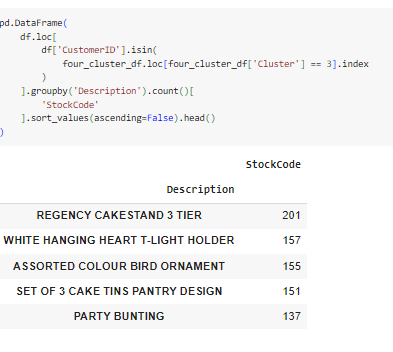 pd.DataFrame(
df.loc[
df['CustomerID'].isin(
four_cluster_df.loc[four_cluster_df['Cluster'] == 3].index
)
].groupby('Description').count()[
'StockCode'
].sort_values(ascending=False).head()
)
StockCode
Description
REGENCY CAKESTAND 3 TIER 201
WHITE HANGING HEART T-LIGHT HOLDER 157
ASSORTED COLOUR BIRD ORNAMENT 155
SET OF 3 CAKE TINS PANTRY DESIGN 151
PARTY BUNTING 137